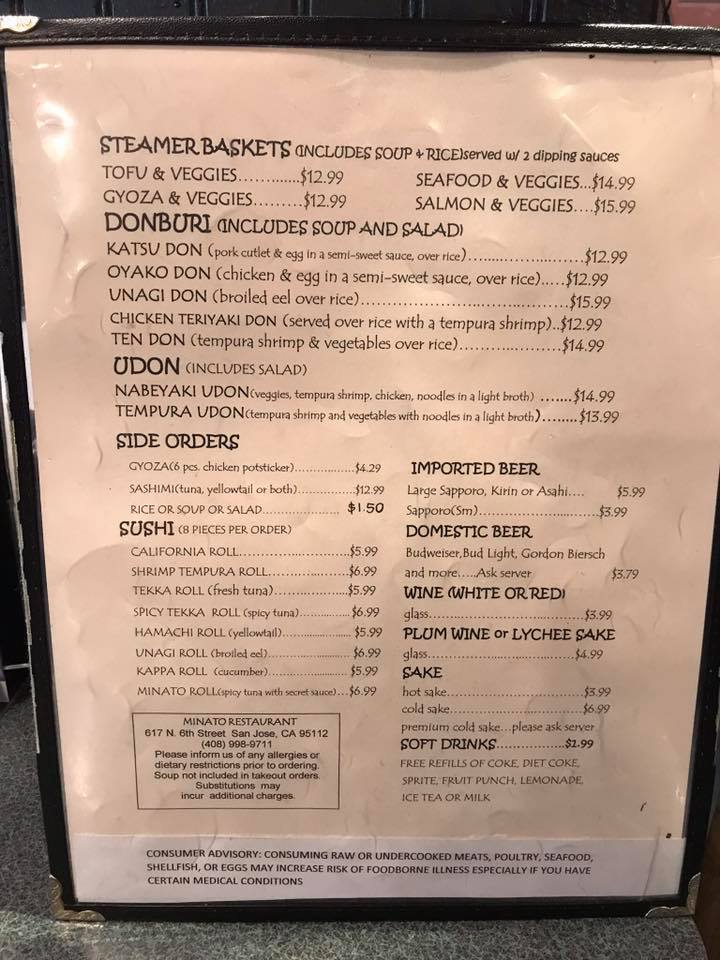 STEAMER BASKETS (INCLUDES SOUP & RICE)served w/ 2 dipping sauces
TOFU & VEGGIES............$12.99
SEAFOOD & VEGGIES...$14.99
GYOZA & VEGGIES.........$12.99
SALMON & VEGGIES....$15.99
DONBURI (INCLUDES SOUP AND SALAD)
KATSU DON (pork cutlet & egg in a semi-sweet sauce, over rice)......................$12.99
OYAKO DON (chicken & egg in a semi-sweet sauce, over rice).....$12.99
UNAGI DON (broiled eel over rice)........................................$15.99
CHICKEN TERIYAKI DON (served over rice with a tempura shrimp)..$12.99
TEN DON (tempura shrimp & vegetables over rice)....................$14.99
UDON (INCLUDES SALAD)
NABEYAKI UDON(veggies, tempura shrimp, chicken, noodles in a light broth) .......$14.99
TEMPURA UDON(tempura shrimp and vegetables with noodles in a light broth)........$13.99
SIDE ORDERS
GYOZA(6 pcs. chicken potsticker)...............$4.29
SASHIMI(tuna, yellowtail or both)..............$12.99
RICE OR SOUP OR SALAD...................... $1.50
SUSHI (8 PIECES PER ORDER)
CALIFORNIA ROLL..........................$5.99
SHRIMP TEMPURA ROLL...................$6.99
TEKKA ROLL (fresh tuna)..................$5.99
SPICY TEKKA ROLL (spicy tuna)............$6.99
HAMACHI ROLL (yellowtail)................. $5.99
UNAGI ROLL (broiled eel)....................$6.99
KAPPA ROLL (cucumber)................... $5.99
MINATO ROLL(spicy tuna with secret sauce)...$6.99
IMPORTED BEER
Large Sapporo, Kirin or Asahi.... $5.99
Sapporo(Sm)...........................$3.99
DOMESTIC BEER
Budweiser,Bud Light, Gordon Biersch
and more.....Ask server $3.79
WINE (WHITE OR RED)
glass...................................$3.99
PLUM WINE or LYCHEE SAKE
glass.................................$4.99
SAKE
hot sake..............................$3.99
cold sake.............................$6.99
premium cold sake...please ask server
SOFT DRINKS...............$2.99
FREE REFILLS OF COKE, DIET COKE,
SPRITE, FRUIT PUNCH, LEMONADE,
ICE TEA OR MILK
MINATO RESTAURANT
617 N. 6th Street San Jose, CA 95112
(408) 998-9711
Please inform us of any allergies or
dietary restrictions prior to ordering.
Soup not included in takeout orders.
Substitutions may
incur additional charges.
CONSUMER ADVISORY: CONSUMING RAW OR UNDERCOOKED MEATS, POULTRY, SEAFOOD,
SHELLFISH, OR EGGS MAY INCREASE RISK OF FOODBORNE ILLNESS ESPECIALLY IF YOU HAVE
CERTAIN MEDICAL CONDITIONS